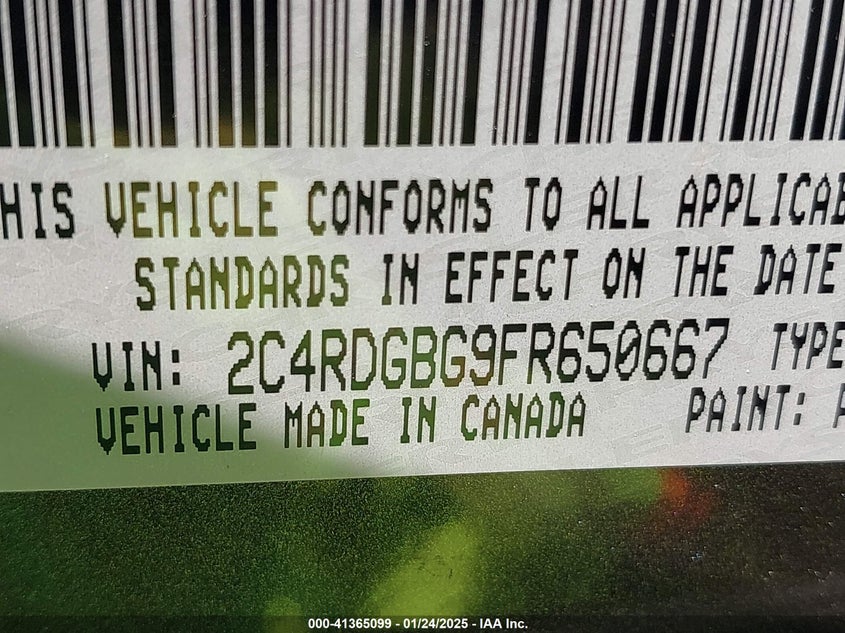 HIS VEHICLE CONFORMS TO ALL APPLICAB
STANDARDS IN EFFECT ON THE DATE
VIN: 2C4RDGBG9FR650667 TYPE
VEHICLE MADE IN CANADA PAINT:
000-41365099 — 01/24/2025 — IAA Inc.